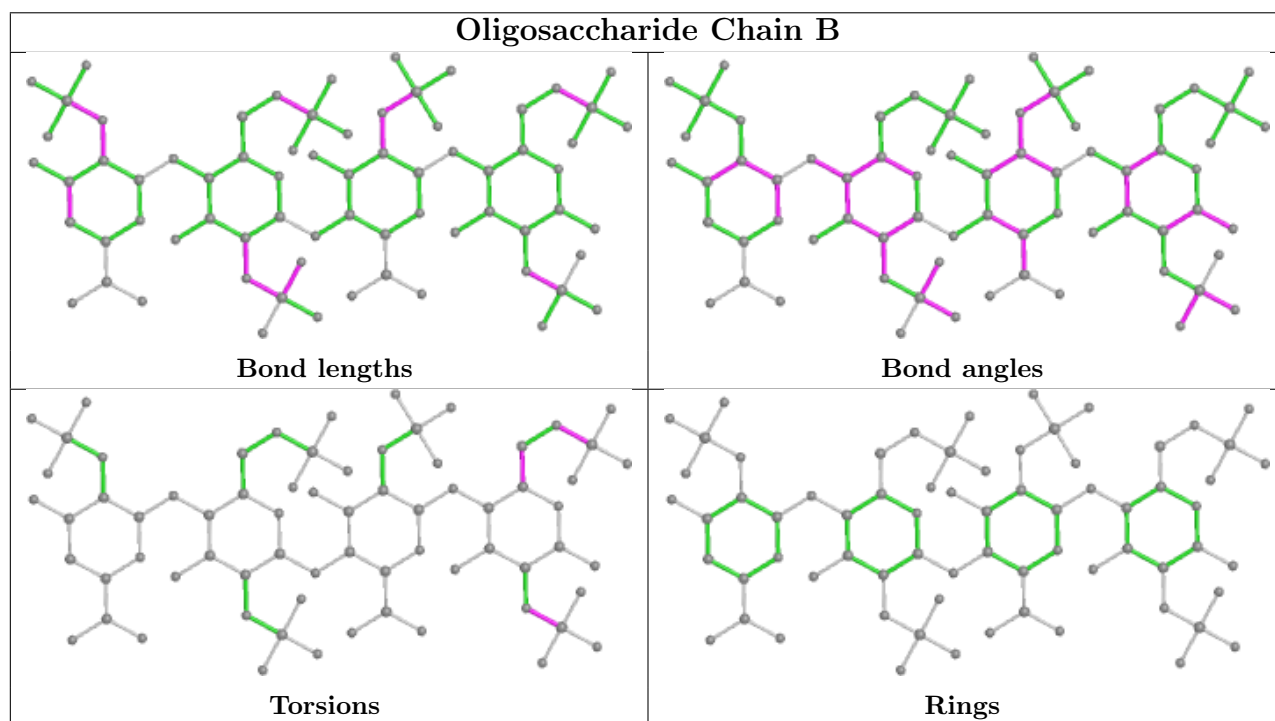 Oligosaccharide Chain B
Bond lengths
Bond angles
Torsions
Rings